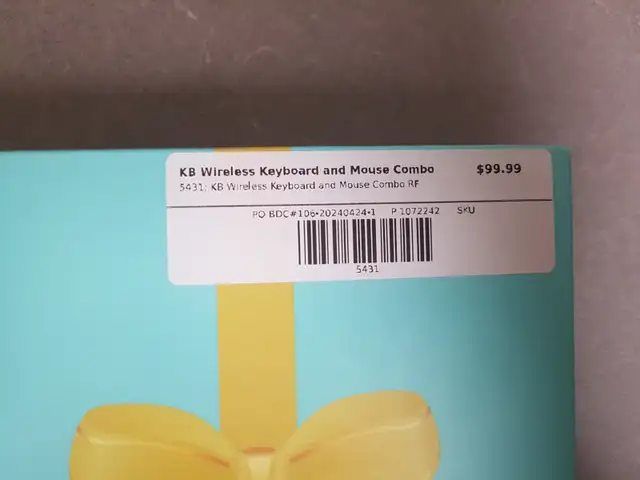 KB Wireless Keyboard and Mouse Combo $99.99
5431: KB Wireless Keyboard and Mouse Combo RF
PO BDC#106-20240424-1 P 1072242 SKU
5431